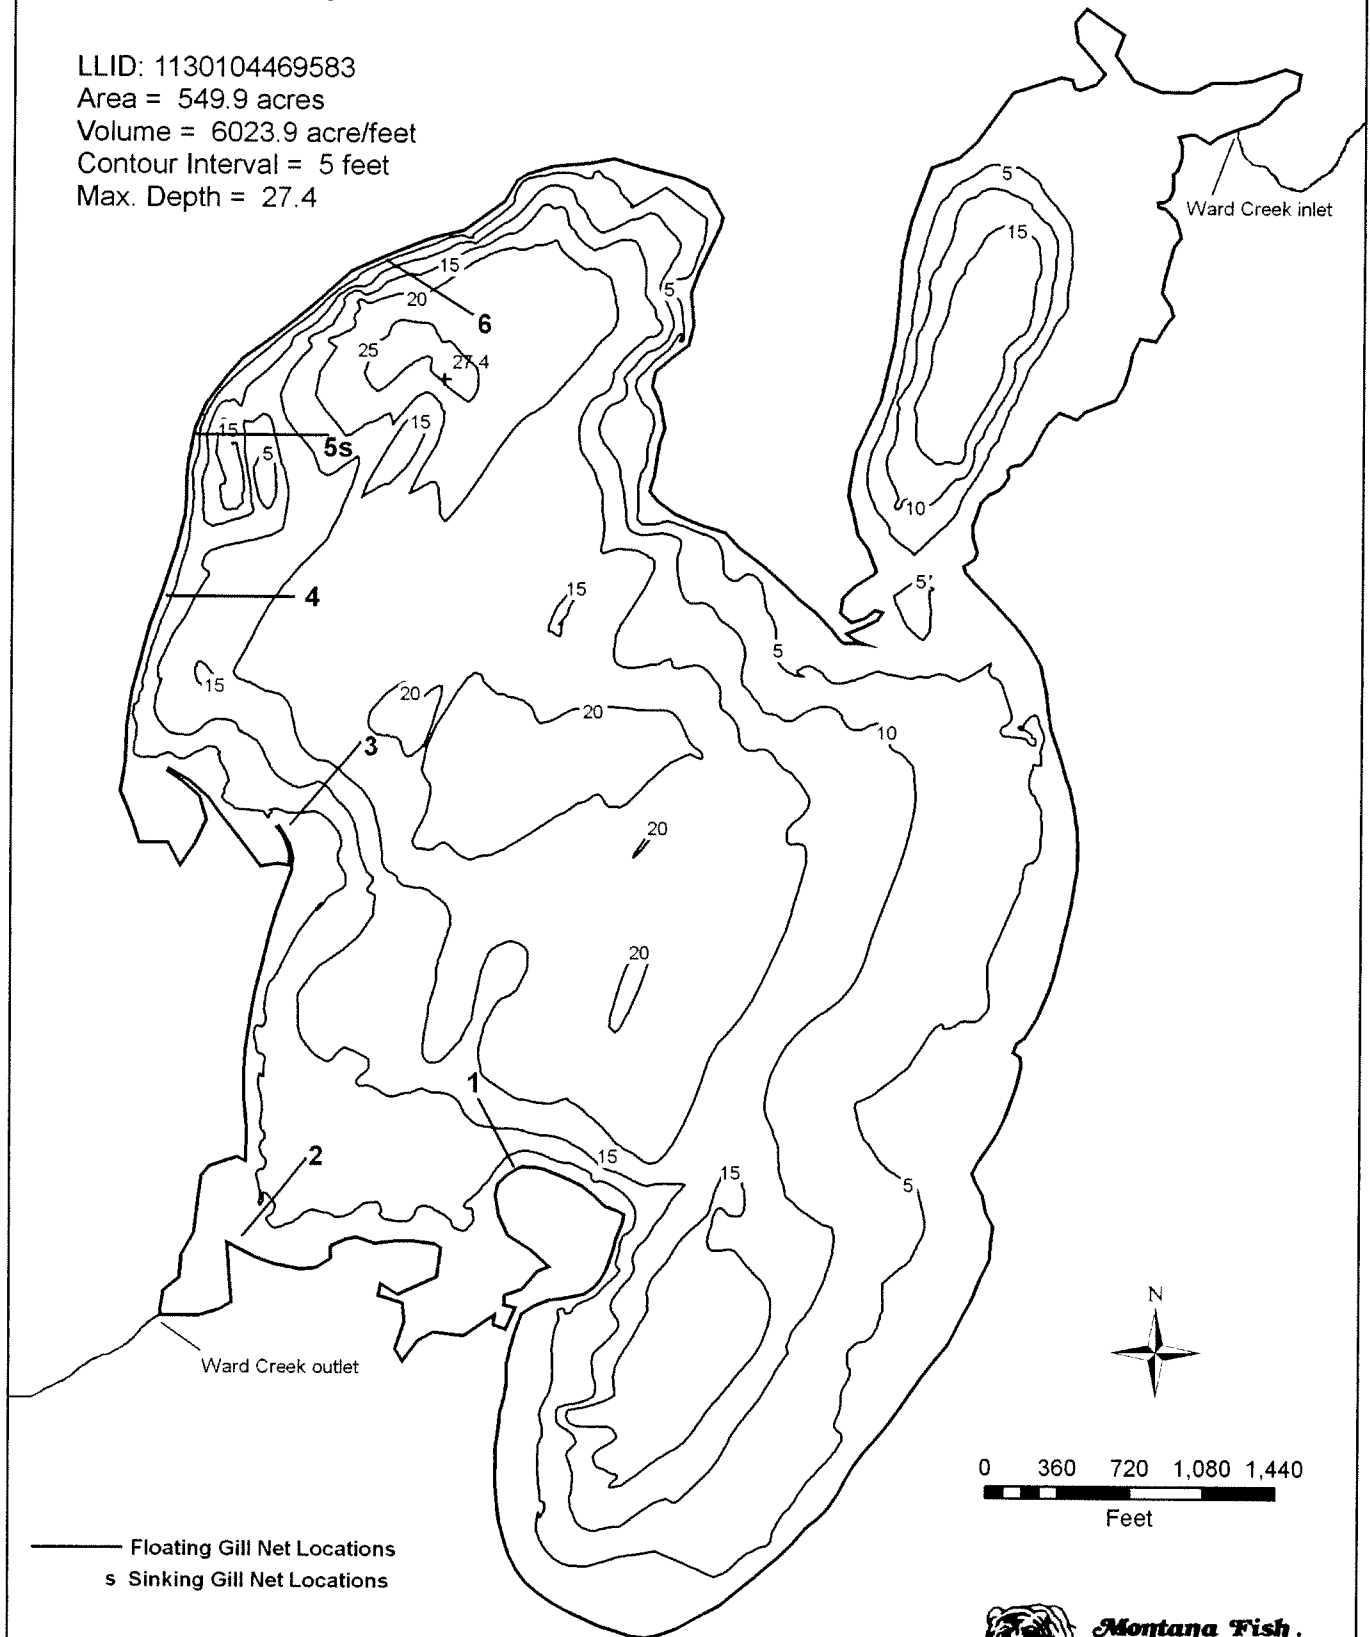 LLID: 1130104469583
Area = 549.9 acres
Volume = 6023.9 acre/feet
Contour Interval = 5 feet
Max. Depth = 27.4
Ward Creek inlet
5
15
15
20
5
6
25
27.4
15
15
5s
5
10
5'
15
4
5
15
20
20
3
10
20
20
1
2
15
15
5
Ward Creek outlet
N
0 360 720 1,080 1,440
Feet
Floating Gill Net Locations
s Sinking Gill Net Locations
Montana Fish,